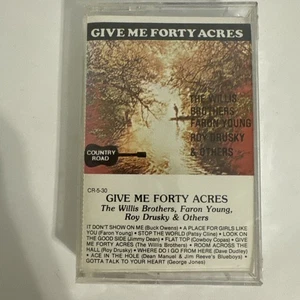 GIVE ME FORTY ACRES
THE WILLIS
BROTHERS
FARON YOUNG
ROY DRUSKY
& OTHERS
COUNTRY
ROAD
CR-5-30
GIVE ME FORTY ACRES
The Willis Brothers, Faron Young,
Roy Drusky & Others
IT DON'T SHOW ON ME (Buck Owens) • A PLACE FOR GIRLS LIKE
YOU (Faron Young) • STOP THE WORLD (Patsy Cline) • LOOK ON
THE GOOD SIDE (Jimmy Dean) • FLAT TOP (Cowboy Copas) • GIVE
ME FORTY ACRES (The Willis Brothers) • ROOM ACROSS THE
HALL (Roy Drusky) • WHERE DO I GO FROM HERE (Dave Dudley)
• ACE IN THE HOLE (Dean Manuel & Jim Reeve's Blueboys) •
GOTTA TALK TO YOUR HEART (George Jones)